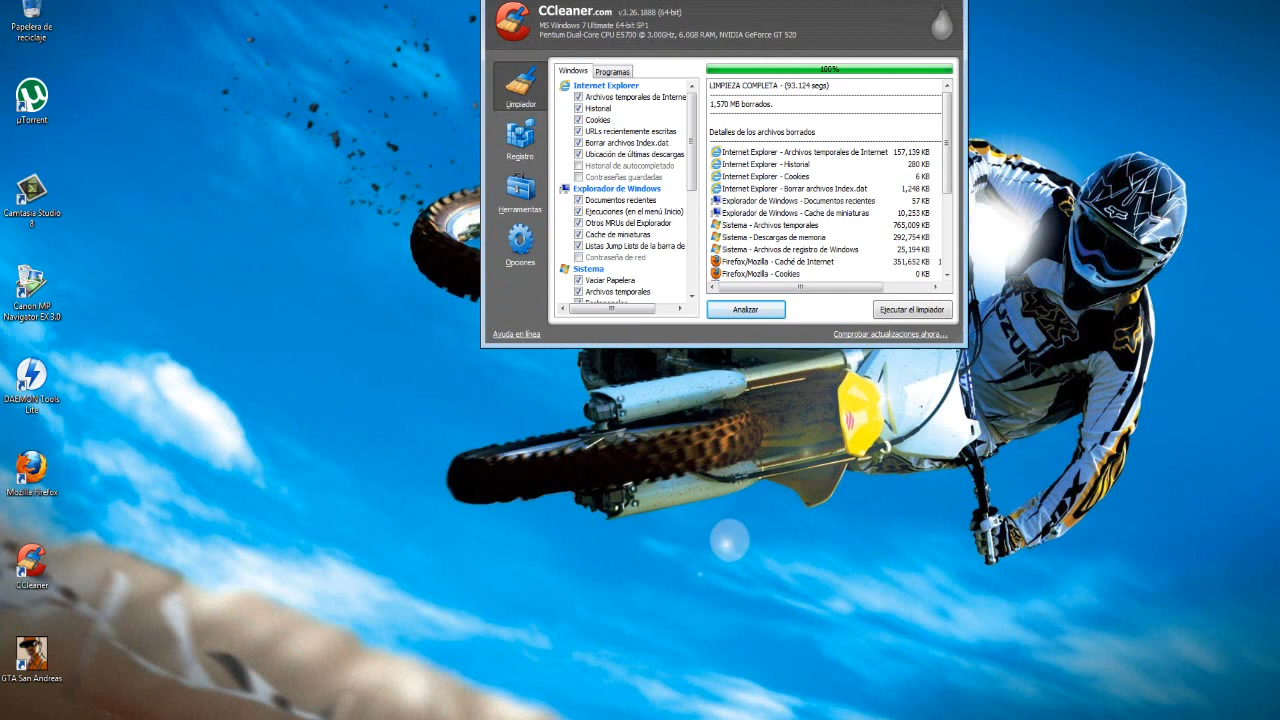 Papelera de
reciclaje
µTorrent
Camtasia Studio
8
Canon MP
Navigator EX 3.0
DAEMON Tools
Lite
Mozilla Firefox
CCleaner
GTA San Andreas
CCleaner.com v3.26.1888 (64-bit)
MS Windows 7 Ultimate 64-bit SP1
Pentium Dual-Core CPU E5700 @ 3.00GHz, 6.0GB RAM, NVIDIA GeForce GT 520
Limpiador
Registro
Herramientas
Opciones
Windows
Programas
Internet Explorer
Archivos temporales de Interne
Historial
Cookies
URLs recientemente escritas
Borrar archivos Index.dat
Ubicación de últimas descargas
Historial de autocompletado
Contraseñas guardadas
Explorador de Windows
Documentos recientes
Ejecuciones (en el menú Inicio)
Otros MRUs del Explorador
Cache de miniaturas
Listas Jump Lists de la barra de
Contraseña de red
Sistema
Vaciar Papelera
Archivos temporales
100%
LIMPIEZA COMPLETA - (93.124 segs)
1,570 MB borrados.
Detalles de los archivos borrados
Internet Explorer - Archivos temporales de Internet 157,139 KB
Internet Explorer - Historial 280 KB
Internet Explorer - Cookies 6 KB
Internet Explorer - Borrar archivos Index.dat 1,248 KB
Explorador de Windows - Documentos recientes 57 KB
Explorador de Windows - Cache de miniaturas 10,253 KB
Sistema - Archivos temporales 765,009 KB
Sistema - Descargas de memoria 292,754 KB
Sistema - Archivos de registro de Windows 25,194 KB
Firefox/Mozilla - Caché de Internet 351,652 KB 1
Firefox/Mozilla - Cookies 0 KB
Analizar
Ejecutar el limpiador
Ayuda en línea
Comprobar actualizaciones ahora...
FOX